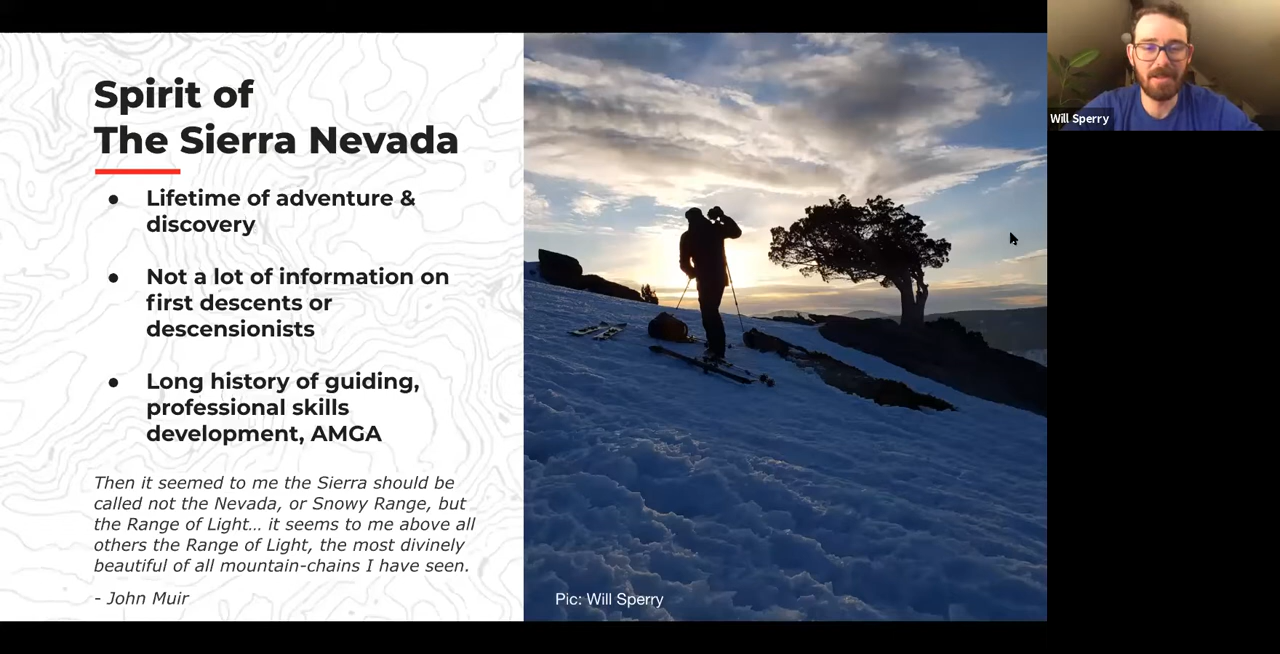 Spirit of
The Sierra Nevada
● Lifetime of adventure &
discovery
● Not a lot of information on
first descents or
descensionists
● Long history of guiding,
professional skills
development, AMGA
Then it seemed to me the Sierra should be
called not the Nevada, or Snowy Range, but
the Range of Light... it seems to me above all
others the Range of Light, the most divinely
beautiful of all mountain-chains I have seen.
- John Muir
Pic: Will Sperry
Will Sperry